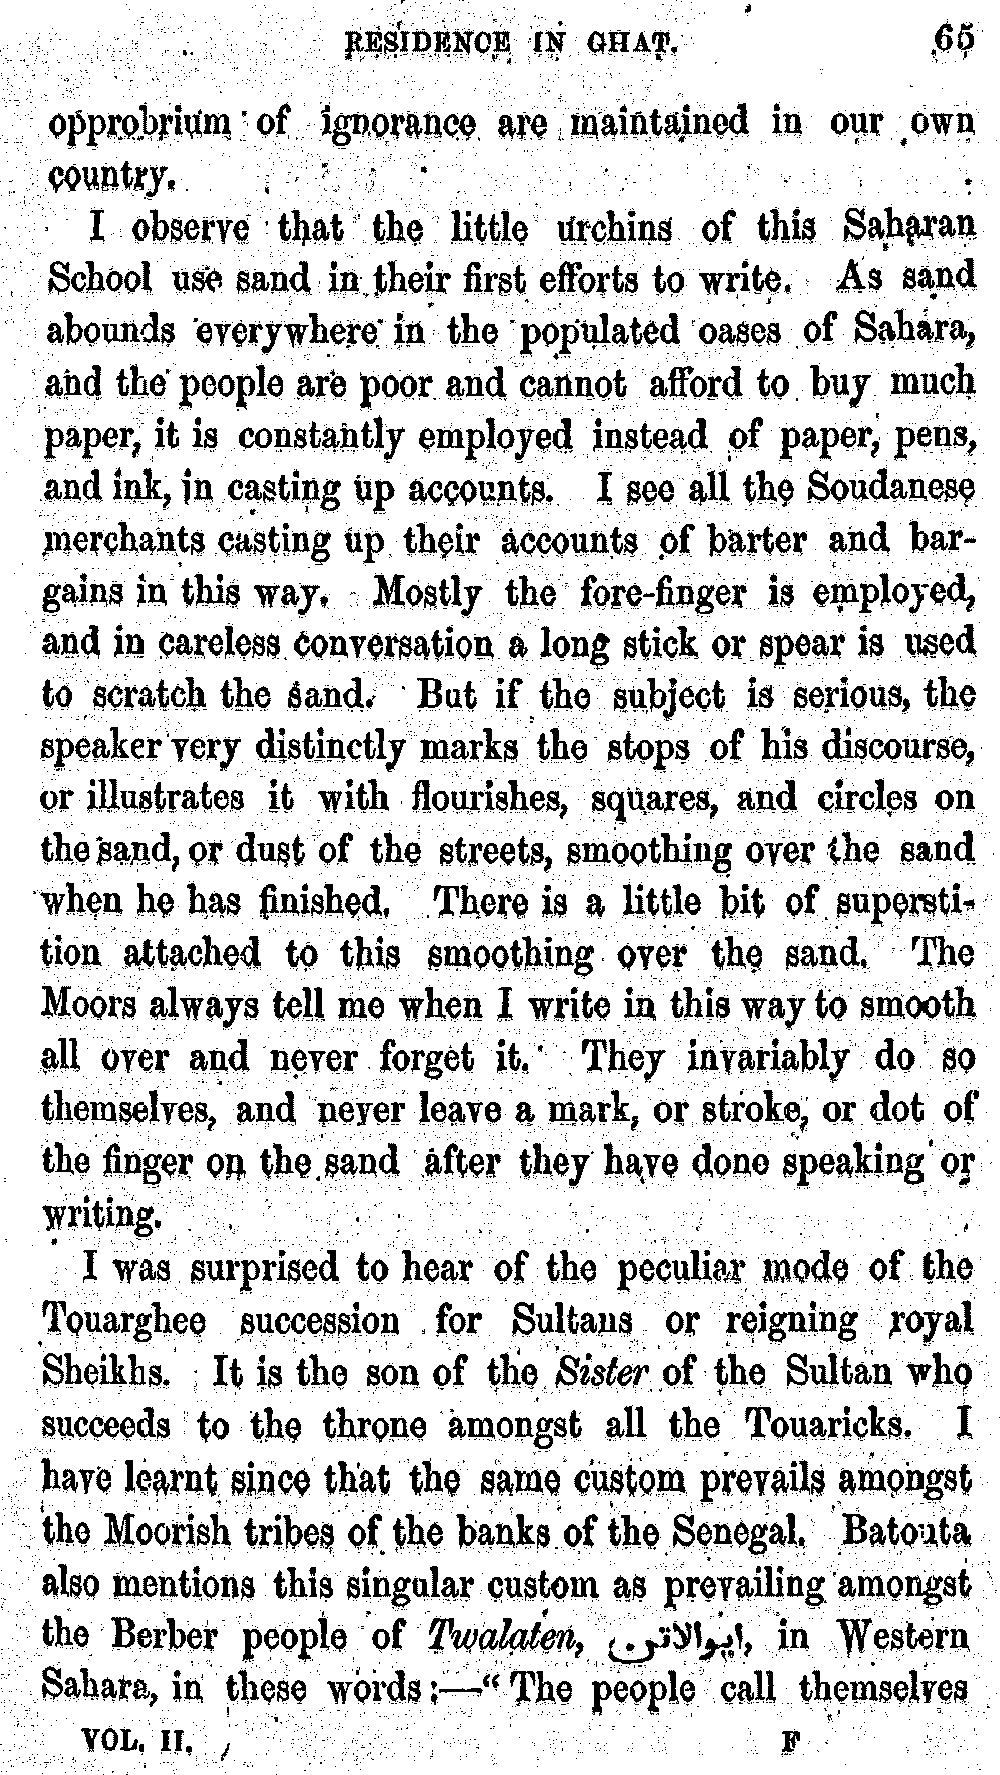 RESIDENCE IN GHAT. 65
opprobrium of ignorance are maintained in our own
country.
I observe that the little urchins of this Saharan
School use sand in their first efforts to write. As sand
abounds everywhere in the populated oases of Sahara,
and the people are poor and cannot afford to buy much
paper, it is constantly employed instead of paper, pens,
and ink, in casting up accounts. I see all the Soudanese
merchants casting up their accounts of barter and bar-
gains in this way. Mostly the fore-finger is employed,
and in careless conversation a long stick or spear is used
to scratch the sand. But if the subject is serious, the
speaker very distinctly marks the stops of his discourse,
or illustrates it with flourishes, squares, and circles on
the sand, or dust of the streets, smoothing over the sand
when he has finished. There is a little bit of supersti-
tion attached to this smoothing over the sand. The
Moors always tell me when I write in this way to smooth
all over and never forget it. They invariably do so
themselves, and never leave a mark, or stroke, or dot of
the finger on the sand after they have done speaking or
writing.
I was surprised to hear of the peculiar mode of the
Touarghee succession for Sultans or reigning royal
Sheikhs. It is the son of the Sister of the Sultan who
succeeds to the throne amongst all the Touaricks. I
have learnt since that the same custom prevails amongst
the Moorish tribes of the banks of the Senegal. Batouta
also mentions this singular custom as prevailing amongst
the Berber people of Twalaten, ايوالاتن, in Western
Sahara, in these words:—"The people call themselves
VOL. II. F